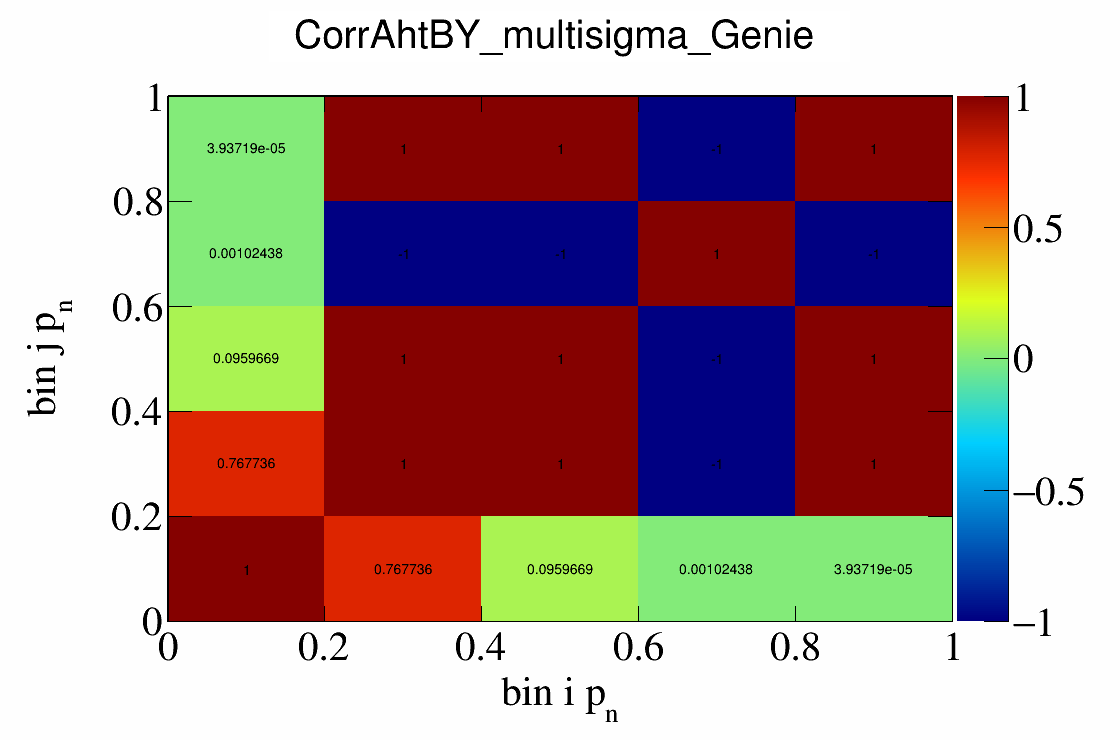 CorrAhtBY_multisigma_Genie
1
0.8
0.6
0.4
0.2
0
bin j pn
3.93719e-05 1 1 -1 1
0.00102438 -1 -1 1 -1
0.0959669 1 1 -1 1
0.767736 1 1 -1 1
1 0.767736 0.0959669 0.00102438 3.93719e-05
0 0.2 0.4 0.6 0.8 1
bin i pn
1
0.5
0
−0.5
−1